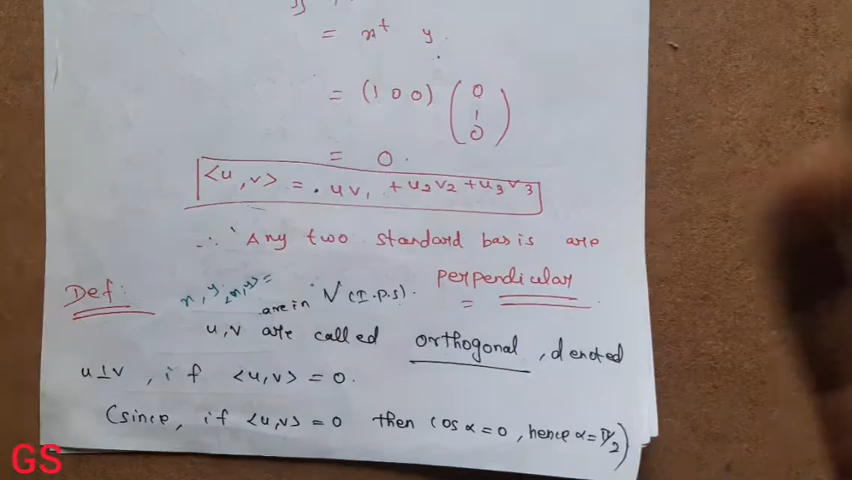 = x^t y.
= (1 0 0) (0 1 0)
= 0.
<u,v> = . uv₁ + u₂v₂ + u₃v₃
∴ Any two standard basis are
perpendicular
Def:
are in V (I.P.S).
u,v are called orthogonal, denoted
u⊥v, if <u,v> = 0.
(since, if <u,v> = 0 then cos α = 0, hence α = π/2)
GS